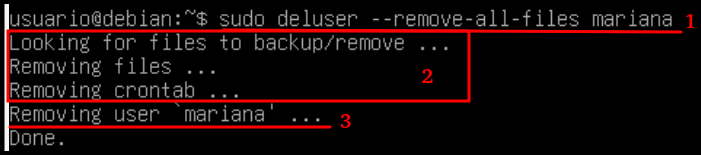 usuario@debian:~$ sudo deluser --remove-all-files mariana 1
Looking for files to backup/remove ...
Removing files ...
2
Removing crontab ...
Removing user `mariana' ... 3
Done.